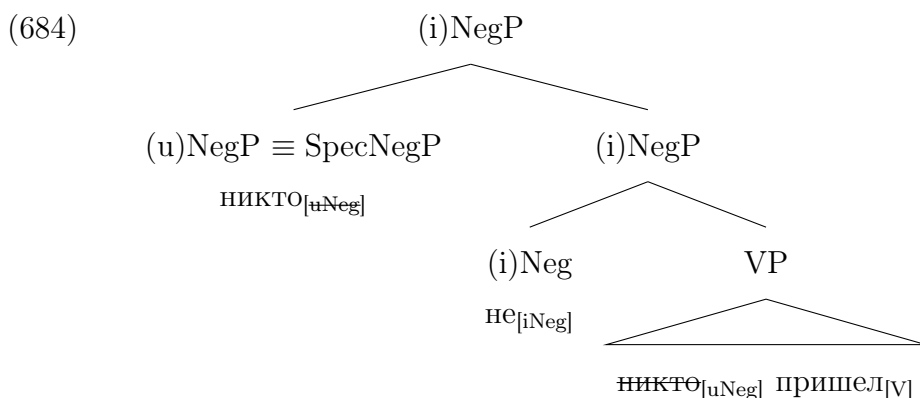 (684) (i)NegP
(u)NegP ≡ SpecNegP (i)NegP
никто[uNeg]
(i)Neg VP
не[iNeg]
никто[uNeg] пришел[V]